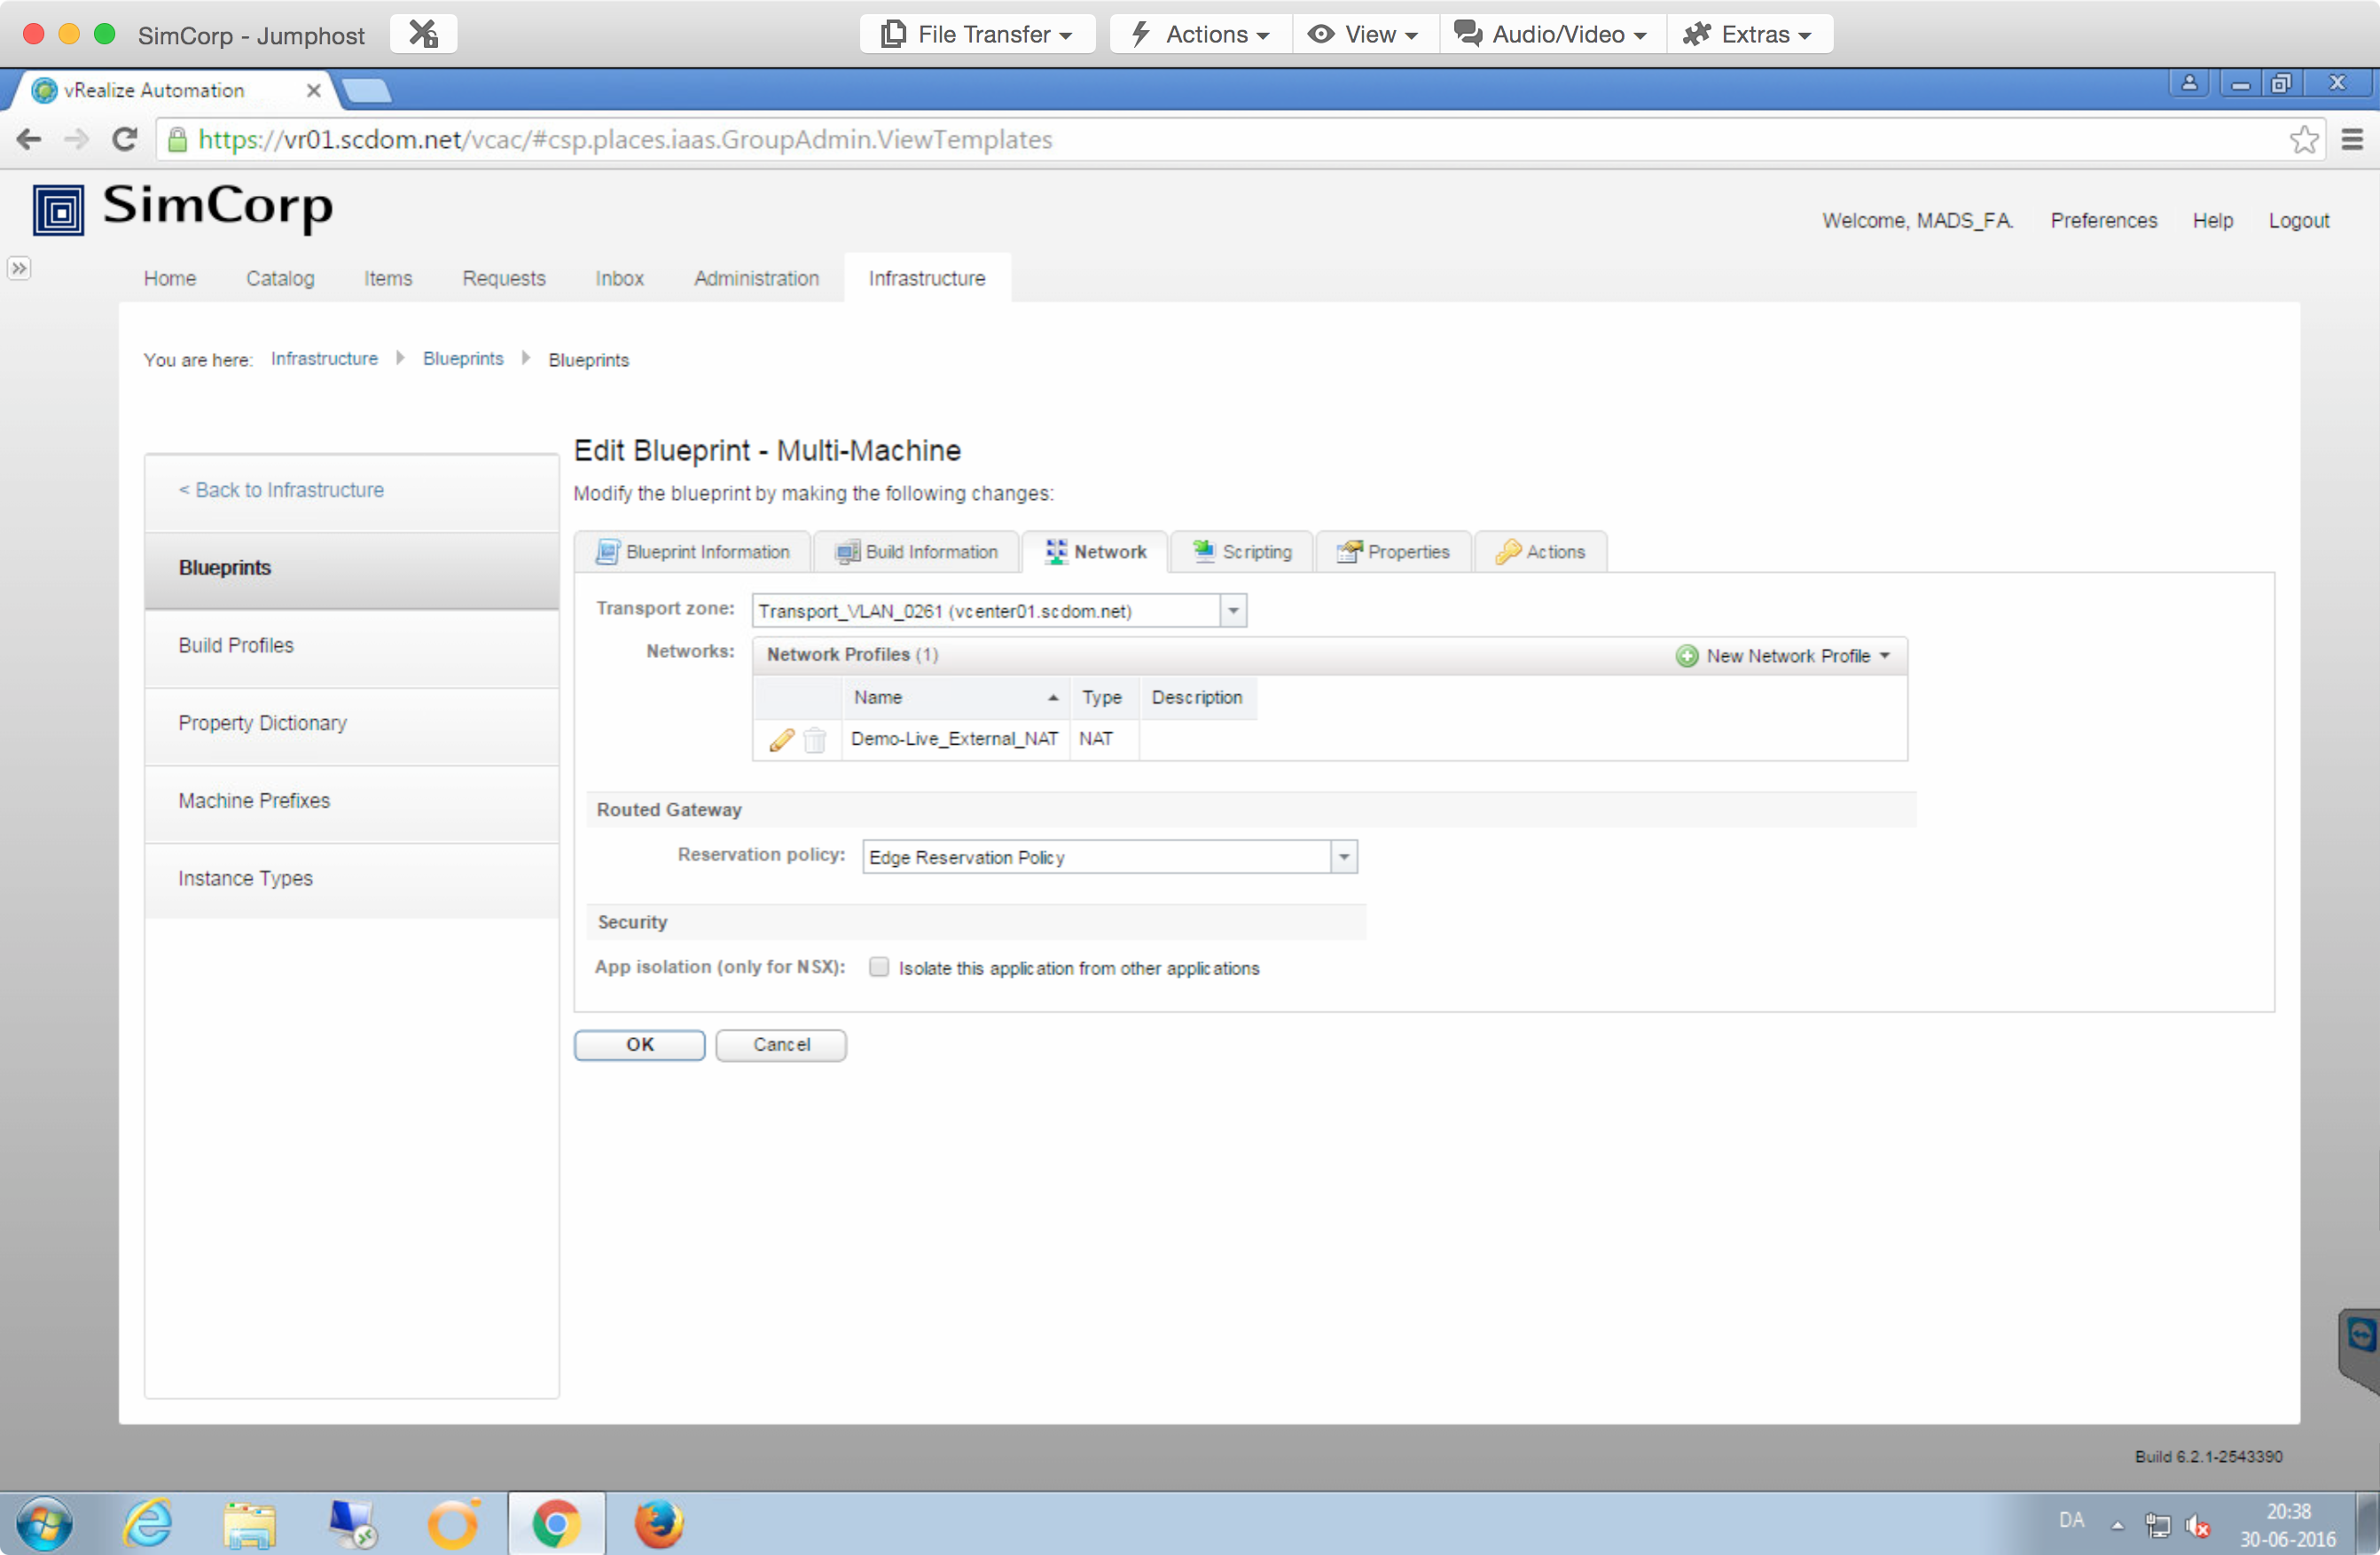 SimCorp - Jumphost
File Transfer
Actions
View
Audio/Video
Extras
vRealize Automation
https://vr01.scdom.net/vcac/#csp.places.iaas.GroupAdmin.ViewTemplates
SimCorp
Welcome, MADS_FA.
Preferences
Help
Logout
Home
Catalog
Items
Requests
Inbox
Administration
Infrastructure
You are here: Infrastructure Blueprints Blueprints
< Back to Infrastructure
Blueprints
Build Profiles
Property Dictionary
Machine Prefixes
Instance Types
Edit Blueprint - Multi-Machine
Modify the blueprint by making the following changes:
Blueprint Information
Build Information
Network
Scripting
Properties
Actions
Transport zone: Transport_VLAN_0261 (vcenter01.scdom.net)
Networks: Network Profiles (1)
New Network Profile
Name Type Description
Demo-Live_External_NAT NAT
Routed Gateway
Reservation policy: Edge Reservation Policy
Security
App isolation (only for NSX): Isolate this application from other applications
OK
Cancel
Build 6.2.1-2543390
DA
20:38
30-06-2016